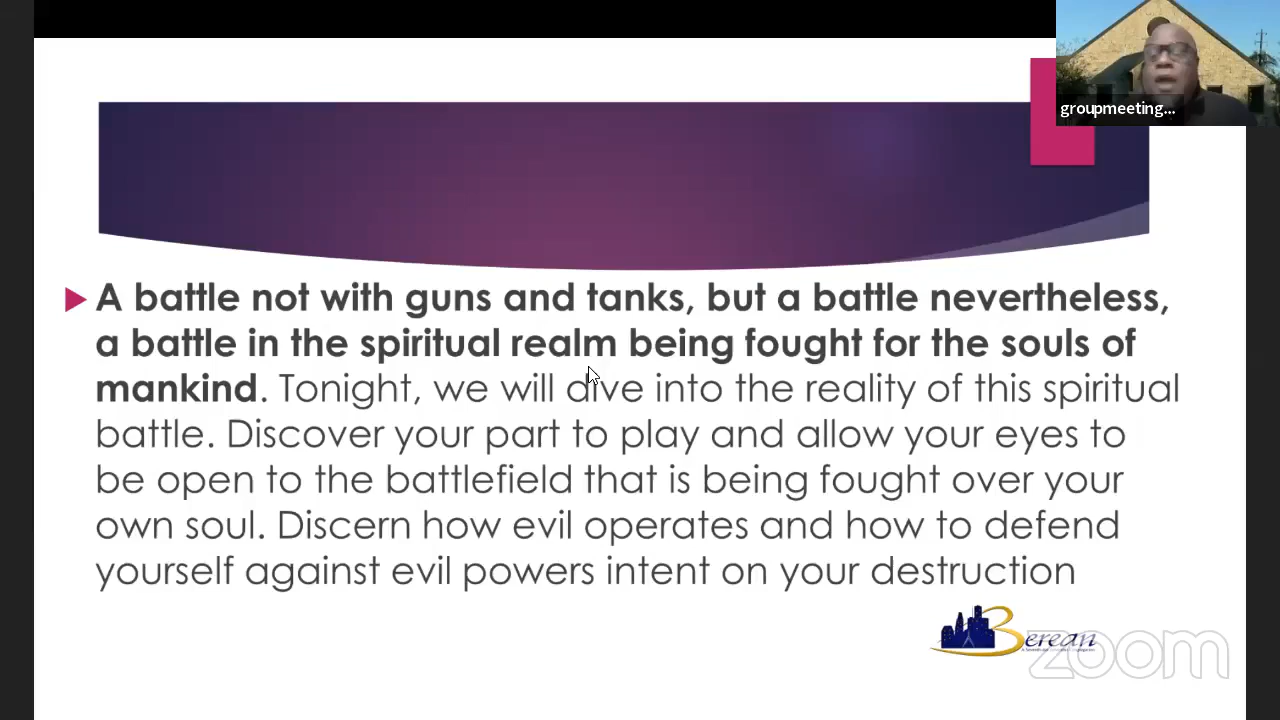 groupmeeting...
A battle not with guns and tanks, but a battle nevertheless,
a battle in the spiritual realm being fought for the souls of
mankind. Tonight, we will dive into the reality of this spiritual
battle. Discover your part to play and allow your eyes to
be open to the battlefield that is being fought over your
own soul. Discern how evil operates and how to defend
yourself against evil powers intent on your destruction
Berean
zoom